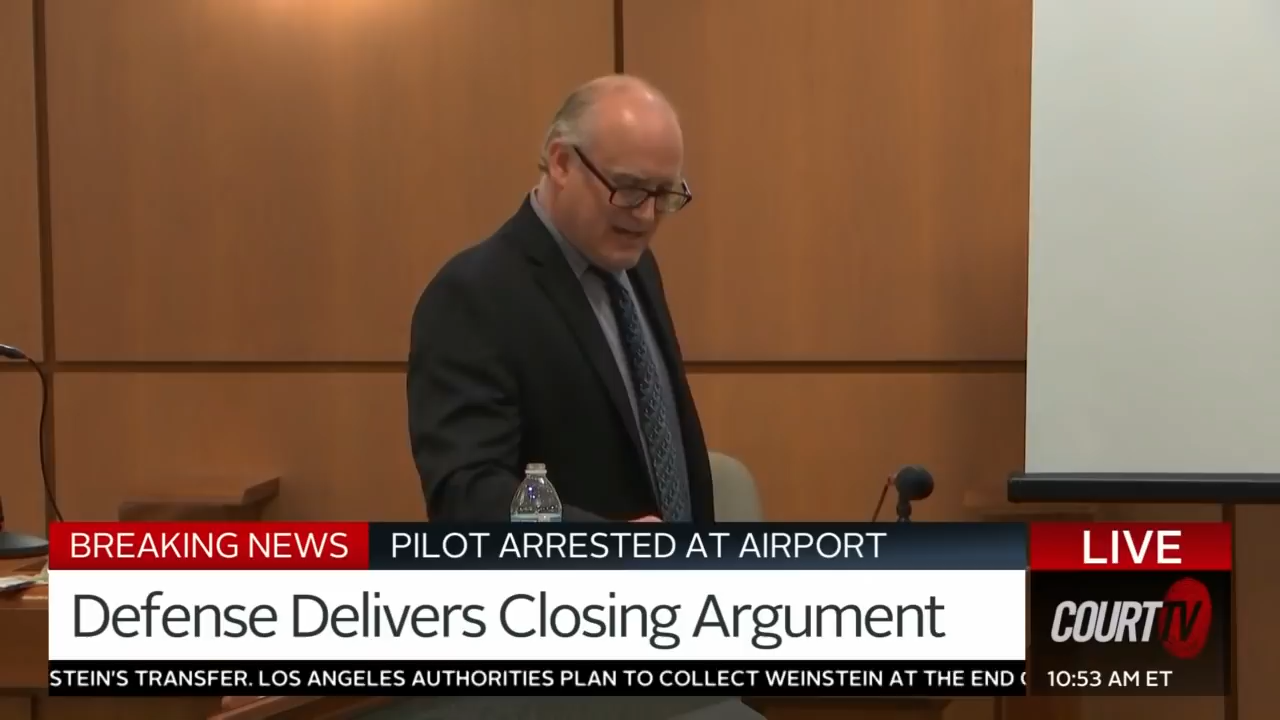 BREAKING NEWS PILOT ARRESTED AT AIRPORT LIVE
Defense Delivers Closing Argument
COURT TV
STEIN'S TRANSFER. LOS ANGELES AUTHORITIES PLAN TO COLLECT WEINSTEIN AT THE END
10:53 AM ET